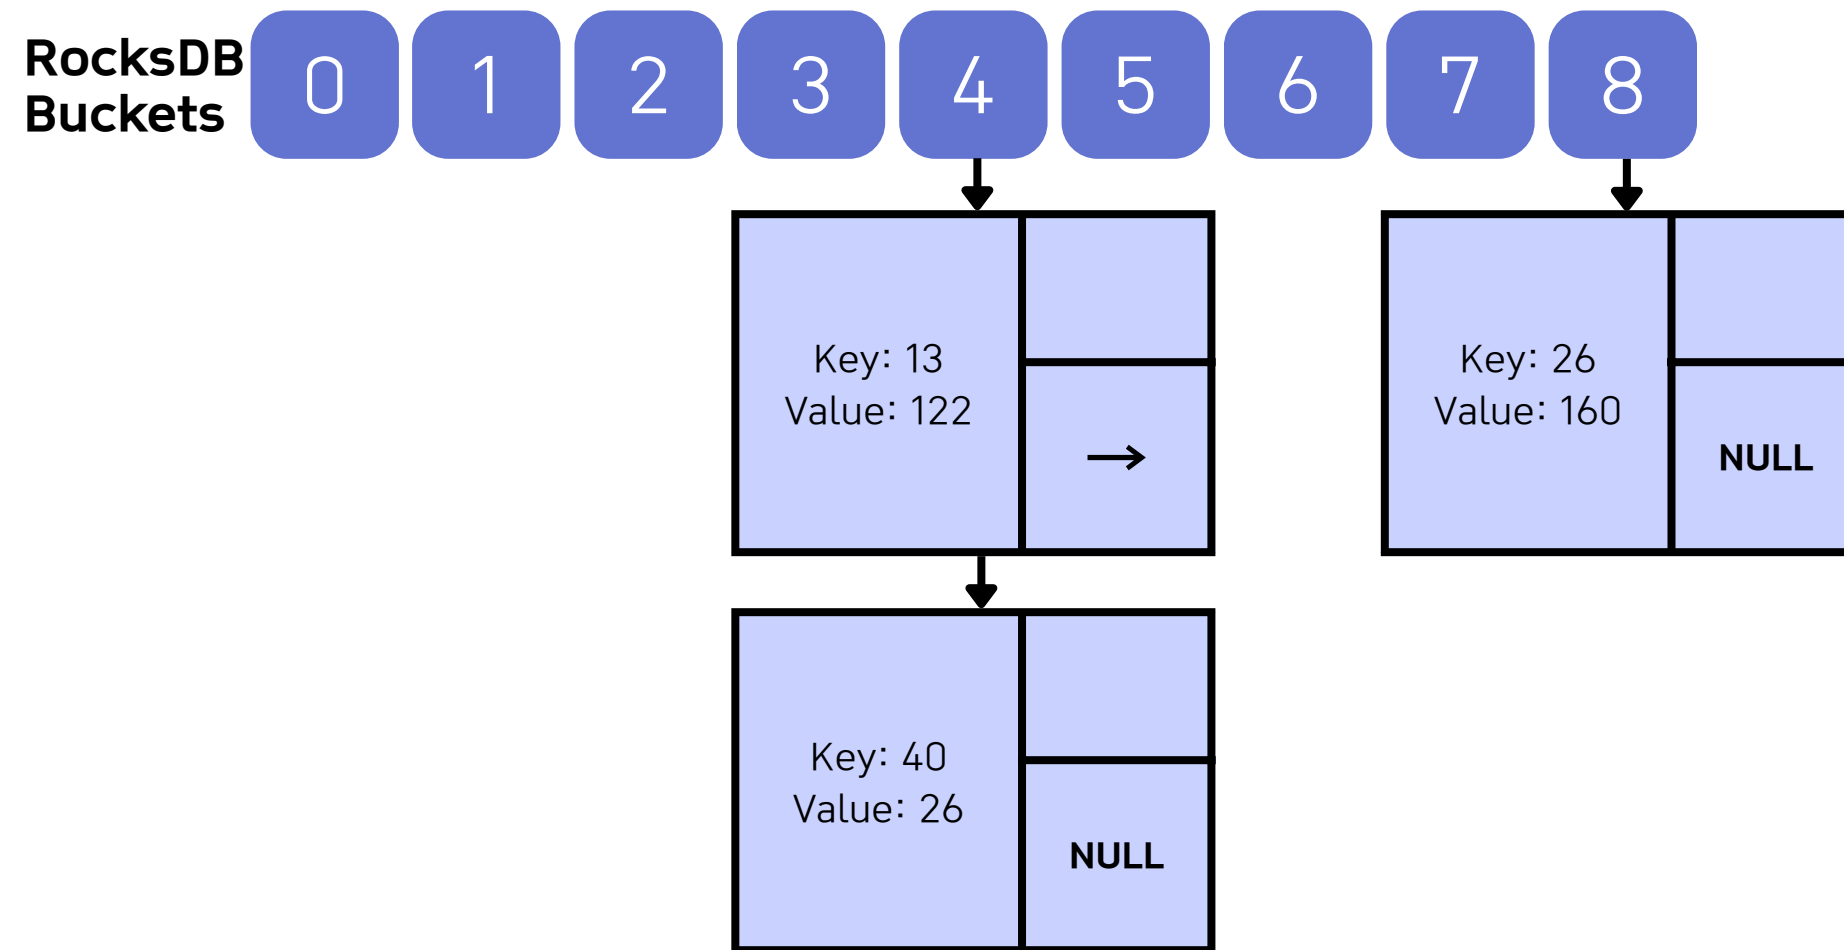 RocksDB
Buckets
0 1 2 3 4 5 6 7 8
Key: 13
Value: 122
→
Key: 26
Value: 160
NULL
Key: 40
Value: 26
NULL